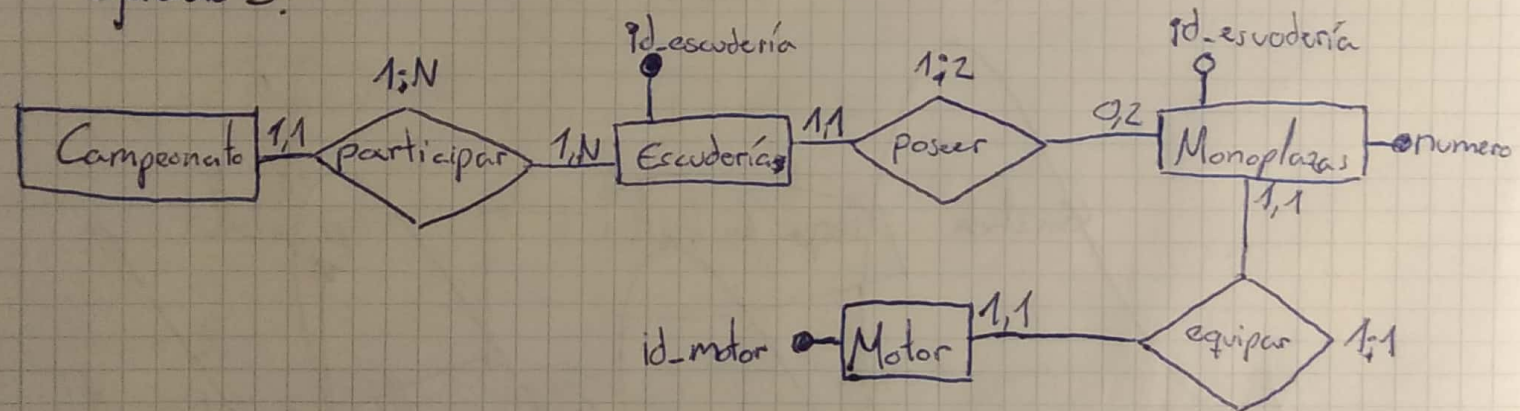 id_escudería
id_esvodería
1;N
1;2
Campeonato
1,1
participar
1,N
Escuderías
1,1
poseer
0,2
Monoplazas
numero
1,1
id_motor
Motor
1,1
equipar
1;1